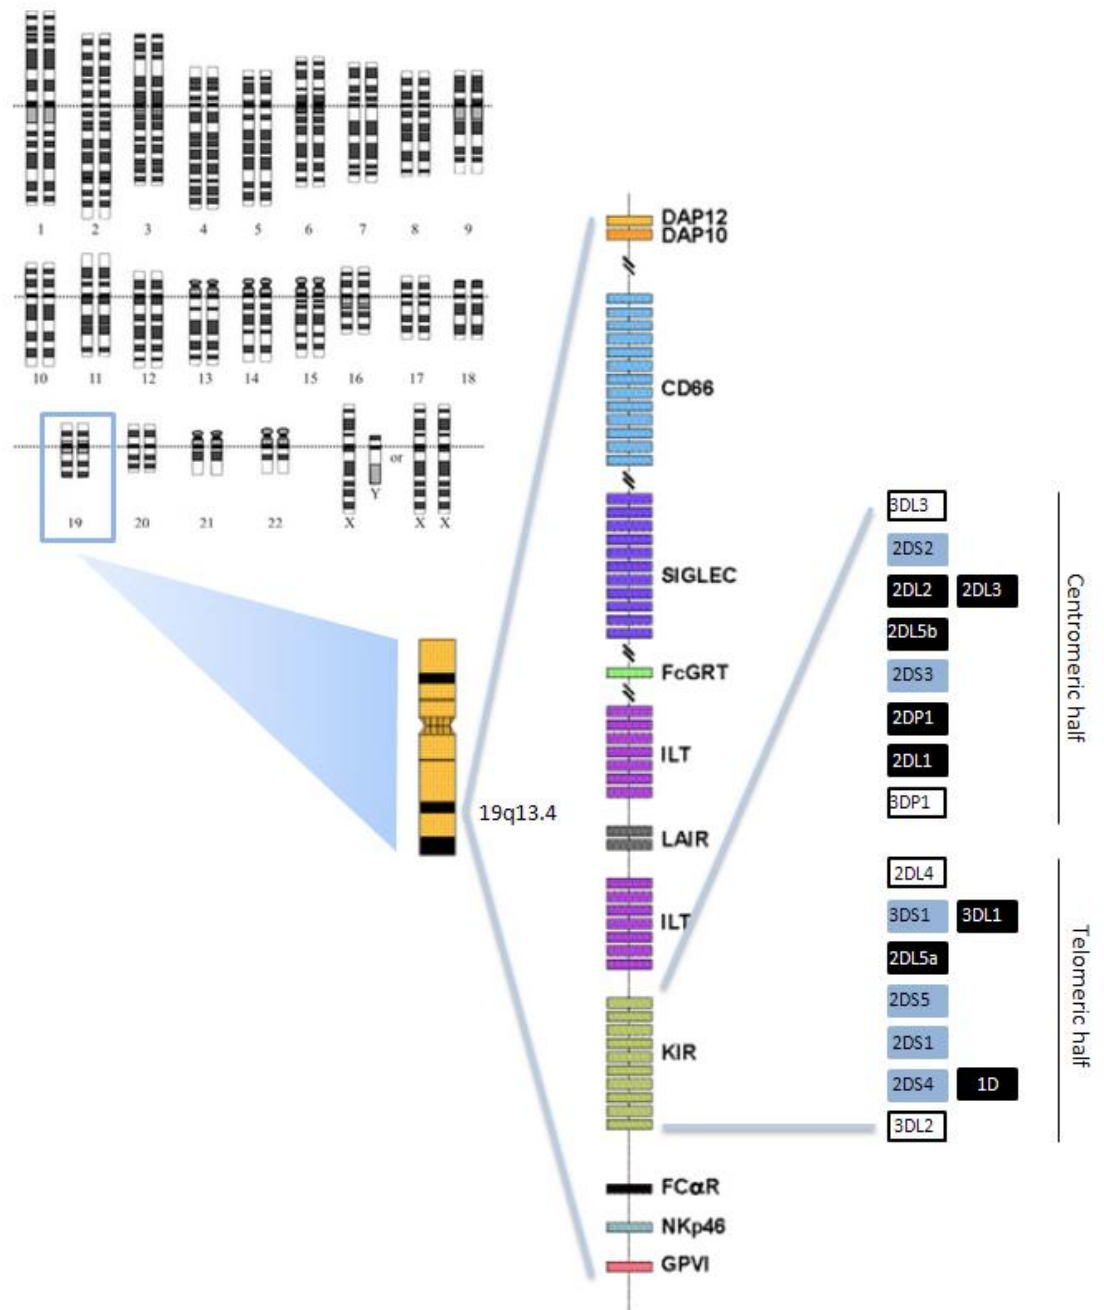 1 2 3 4 5 6 7 8 9
10 11 12 13 14 15 16 17 18
or
Y
19 20 21 22 X X X
19q13.4
DAP12
DAP10
CD66
SIGLEC
FcGRT
ILT
LAIR
ILT
KIR
FCαR
NKp46
GPVI
3DL3
2DS2
2DL2 2DL3
2DL5b
2DS3
2DP1
2DL1
3DP1
Centromeric half
2DL4
3DS1 3DL1
2DL5a
2DS5
2DS1
2DS4 1D
3DL2
Telomeric half